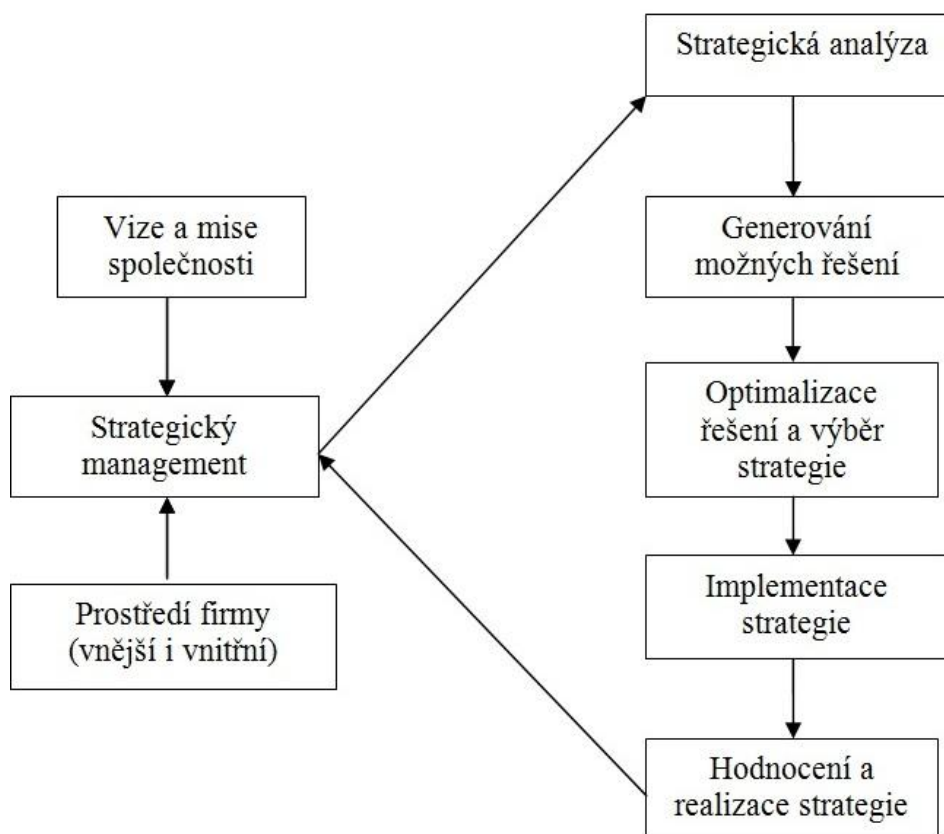 Strategická analýza
Vize a mise
společnosti
Generování
možných řešení
Strategický
management
Optimalizace
řešení a výběr
strategie
Prostředí firmy
(vnější i vnitřní)
Implementace
strategie
Hodnocení a
realizace strategie